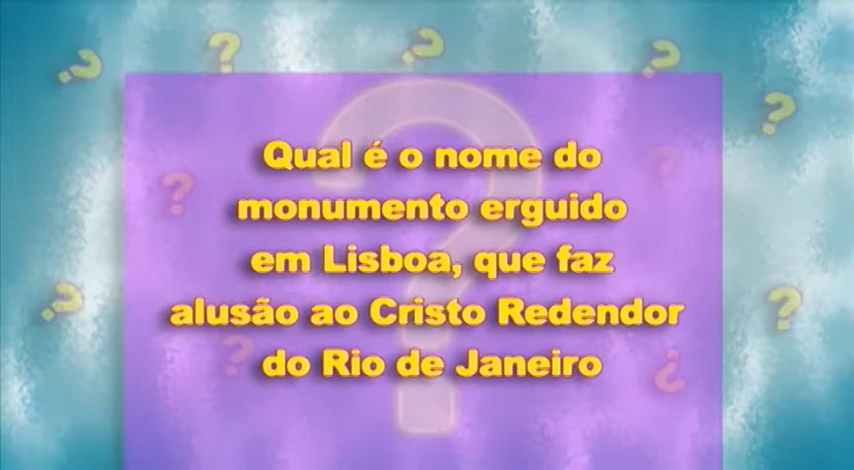 Qual é o nome do
monumento erguido
em Lisboa, que faz
alusão ao Cristo Redendor
do Rio de Janeiro